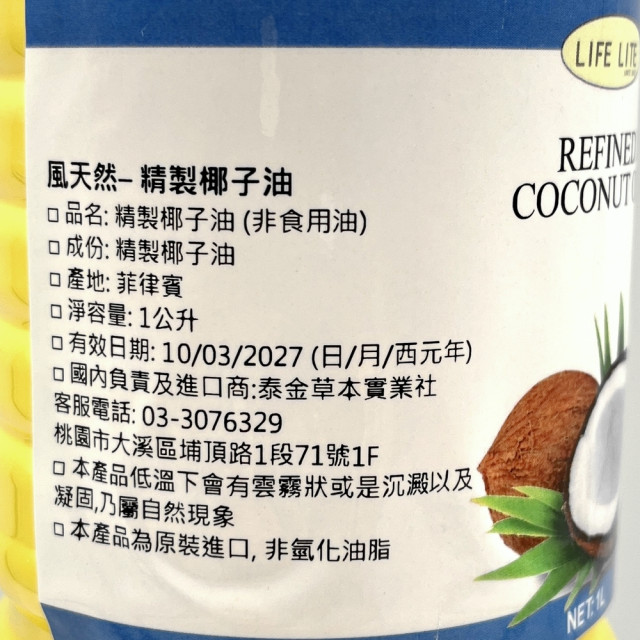 LIFE LITE
REFINED
COCONUT
風天然– 精製椰子油
□ 品名: 精製椰子油 (非食用油)
□ 成份: 精製椰子油
□ 產地: 菲律賓
□ 淨容量: 1公升
□ 有效日期: 10/03/2027 (日/月/西元年)
□ 國內負責及進口商:泰金草本實業社
客服電話: 03-3076329
桃園市大溪區埔頂路1段71號1F
□ 本產品低溫下會有雲霧狀或是沉澱以及
凝固,乃屬自然現象
□ 本產品為原裝進口, 非氫化油脂
NET: 1L